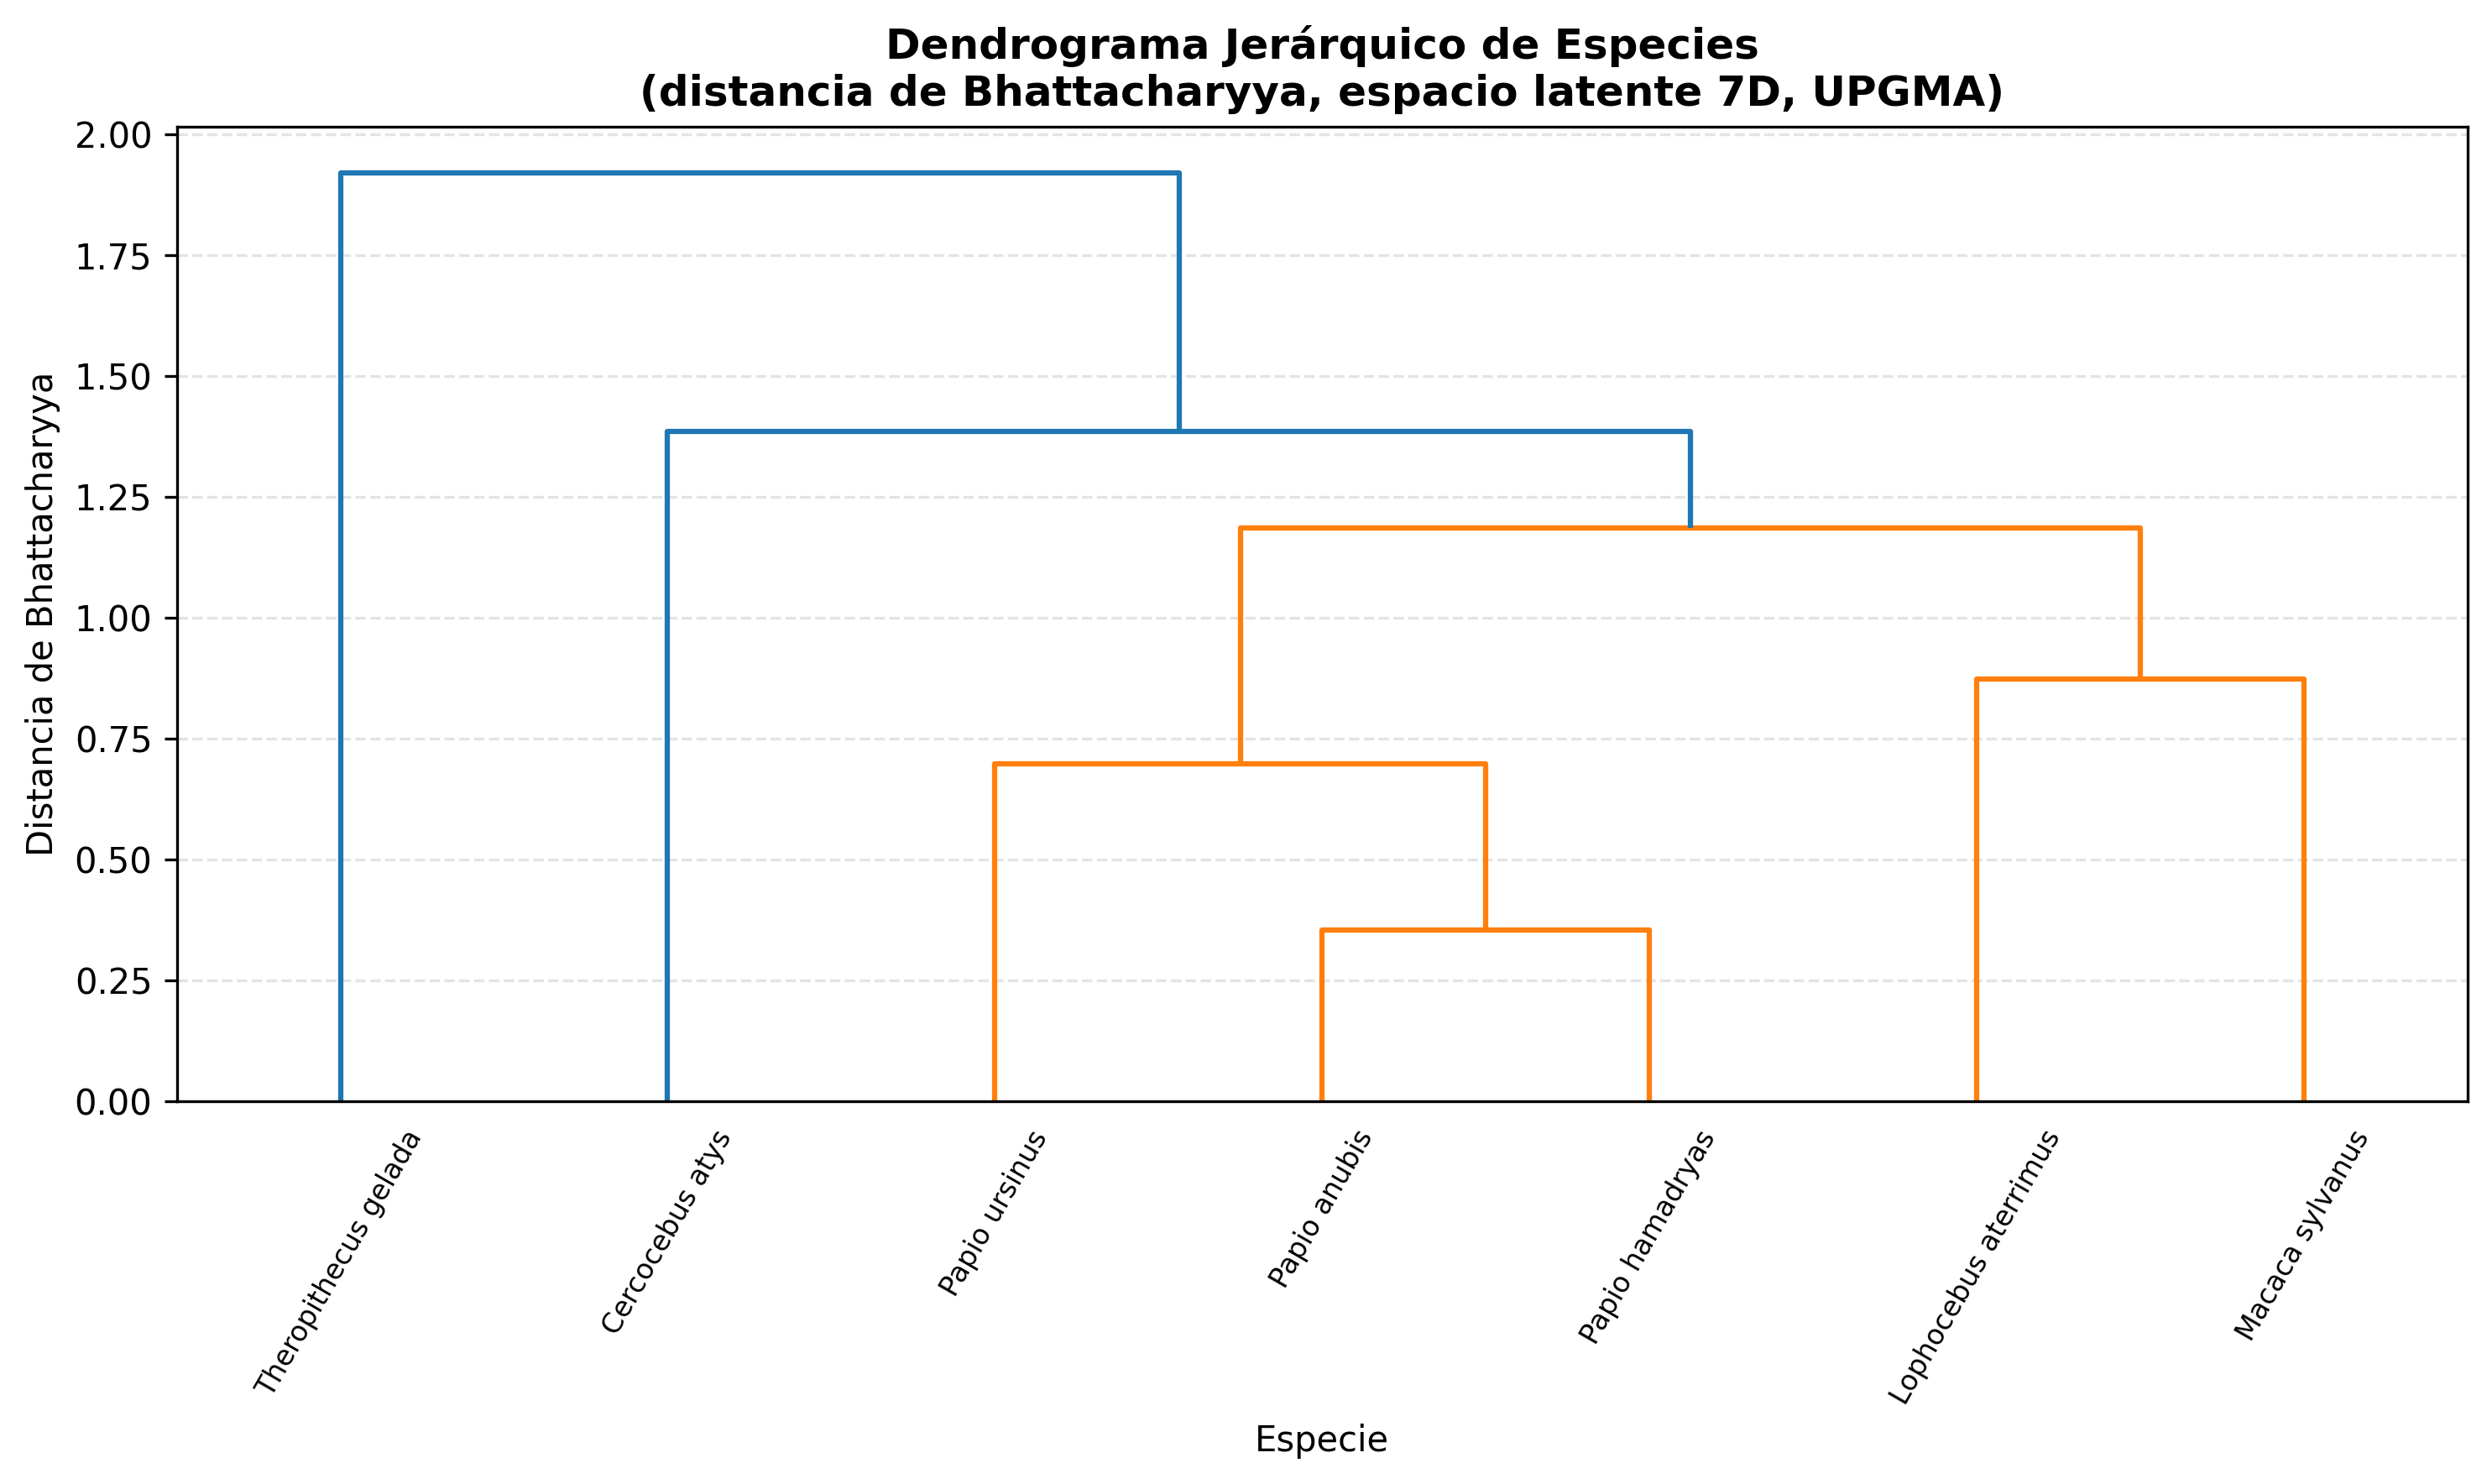 Dendrograma Jerárquico de Especies
(distancia de Bhattacharyya, espacio latente 7D, UPGMA)
Distancia de Bhattacharyya
2.00
1.75
1.50
1.25
1.00
0.75
0.50
0.25
0.00
Theropithecus gelada
Cercocebus atys
Papio ursinus
Papio anubis
Papio hamadryas
Lophocebus aterrimus
Macaca sylvanus
Especie